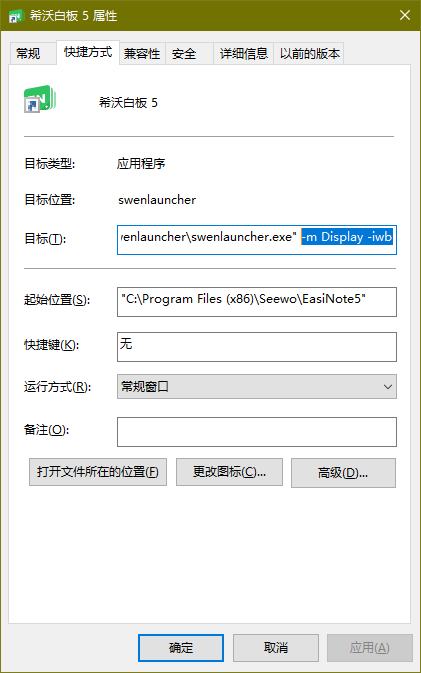 希沃白板 5 属性
常规 快捷方式 兼容性 安全 详细信息 以前的版本
希沃白板 5
目标类型: 应用程序
目标位置: swenlauncher
目标(T): wenlauncher\swenlauncher.exe" -m Display -iwb
起始位置(S): "C:\Program Files (x86)\Seewo\EasiNote5"
快捷键(K): 无
运行方式(R): 常规窗口
备注(O):
打开文件所在的位置(F) 更改图标(C)... 高级(D)...
确定 取消 应用(A)